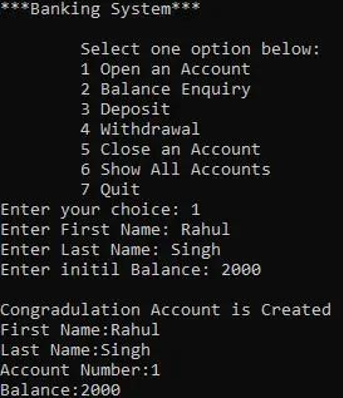 ***Banking System***
Select one option below:
1 Open an Account
2 Balance Enquiry
3 Deposit
4 Withdrawal
5 Close an Account
6 Show All Accounts
7 Quit
Enter your choice: 1
Enter First Name: Rahul
Enter Last Name: Singh
Enter initil Balance: 2000
Congradulation Account is Created
First Name:Rahul
Last Name:Singh
Account Number:1
Balance:2000